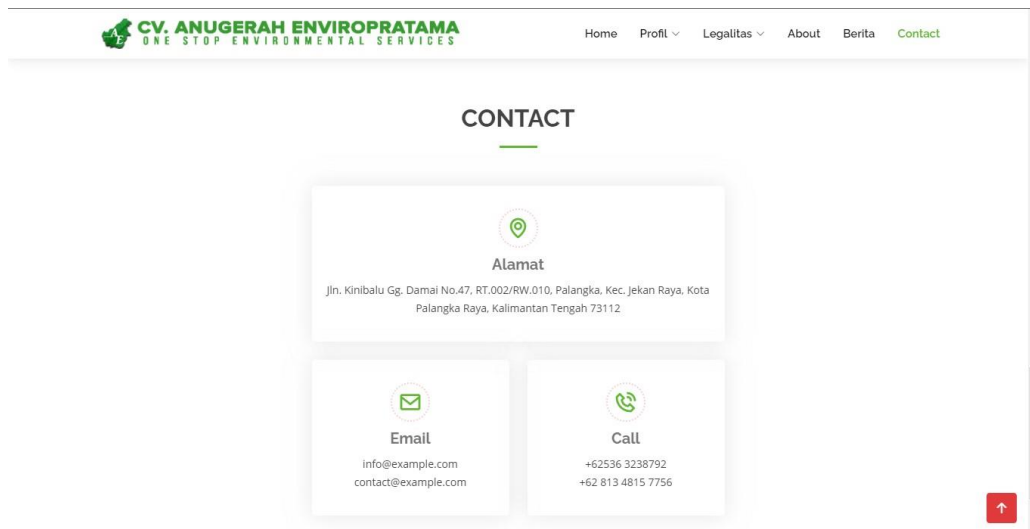 AE
CV. ANUGERAH ENVIROPRATAMA
ONE STOP ENVIRONMENTAL SERVICES
Home Profil Legalitas About Berita Contact
CONTACT
Alamat
Jln. Kinibalu Gg. Damai No.47, RT.002/RW.010, Palangka, Kec. Jekan Raya, Kota
Palangka Raya, Kalimantan Tengah 73112
Email
info@example.com
contact@example.com
Call
+62536 3238792
+62 813 4815 7756